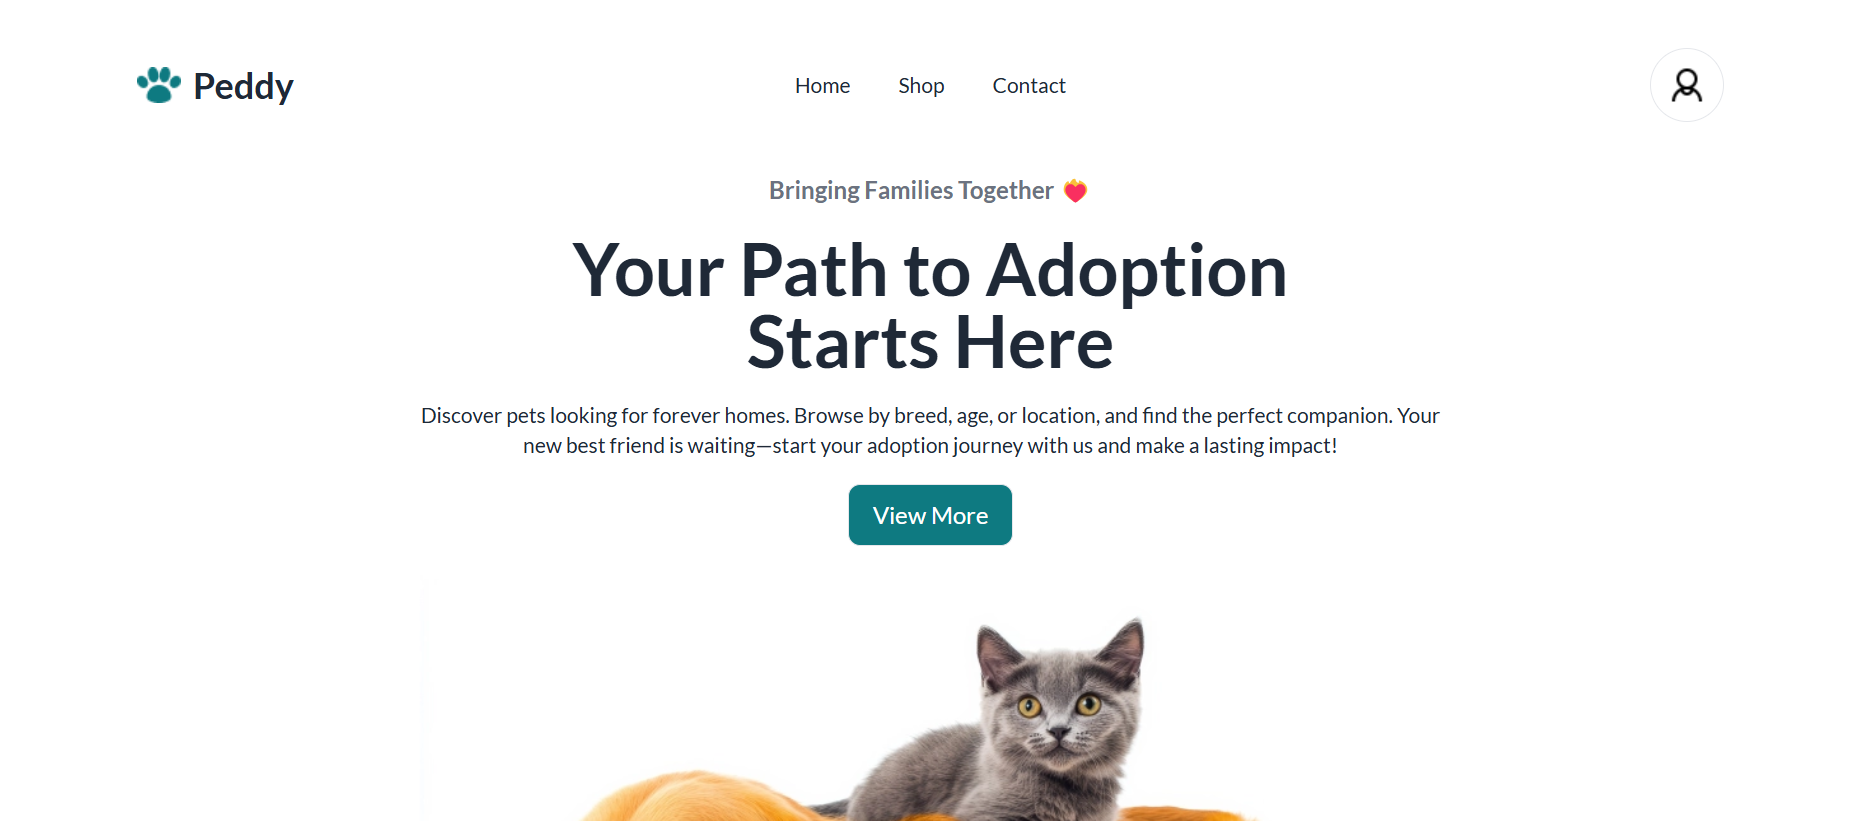 Peddy
Home
Shop
Contact
Bringing Families Together
Your Path to Adoption
Starts Here
Discover pets looking for forever homes. Browse by breed, age, or location, and find the perfect companion. Your
new best friend is waiting—start your adoption journey with us and make a lasting impact!
View More